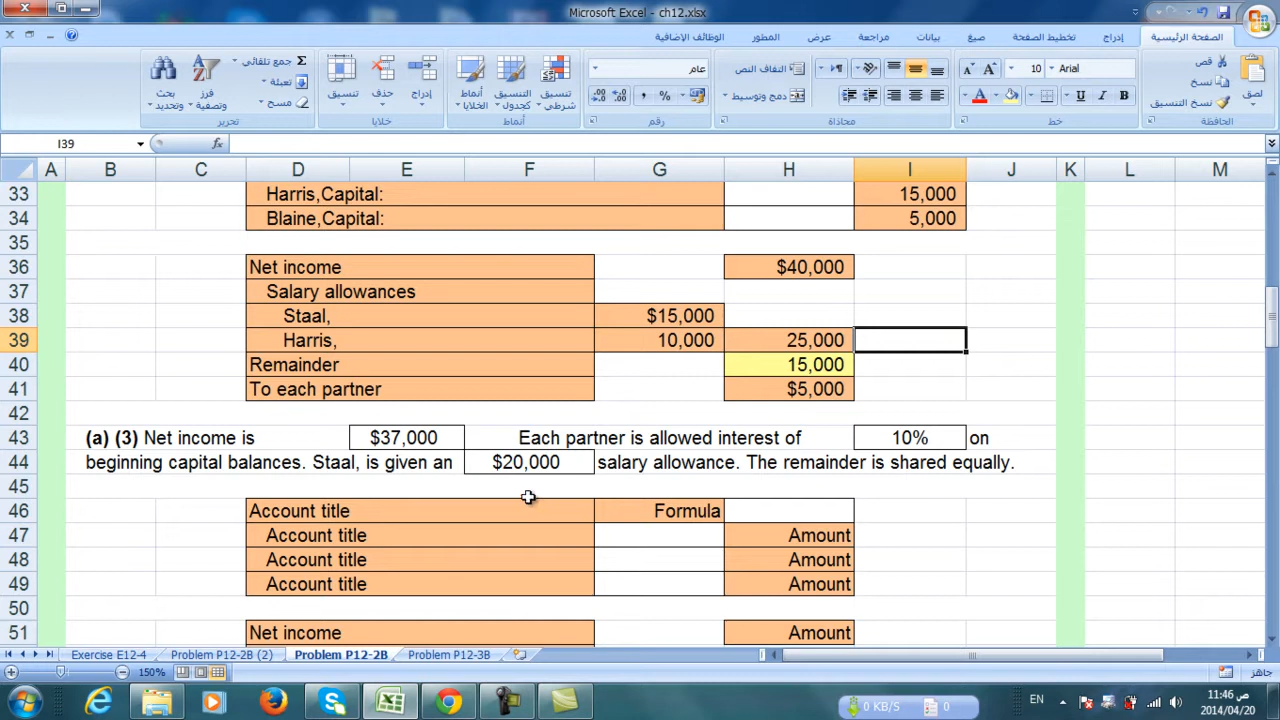 Microsoft Excel - ch12.xlsx
الصفحة الرئيسية إدراج تخطيط الصفحة صيغ بيانات مراجعة عرض المطور الوظائف الإضافية
قص
نسخ
نسخ التنسيق
لصق
الحافظة
Arial 10
B I U
خط
التفاف النص
دمج وتوسيط
محاذاة
عام
% ,
رقم
تنسيق شرطي
التنسيق كجدول
أنماط الخلايا
أنماط
إدراج
حذف
تنسيق
خلايا
Σ جمع تلقائي
تعبئة
مسح
فرز وتصفية
بحث وتحديد
تحرير
I39 fx
A B C D E F G H I J K L M
33 Harris,Capital: 15,000
34 Blaine,Capital: 5,000
35
36 Net income $40,000
37 Salary allowances
38 Staal, $15,000
39 Harris, 10,000 25,000
40 Remainder 15,000
41 To each partner $5,000
42
43 (a) (3) Net income is $37,000 Each partner is allowed interest of 10% on
44 beginning capital balances. Staal, is given an $20,000 salary allowance. The remainder is shared equally.
45
46 Account title Formula
47 Account title Amount
48 Account title Amount
49 Account title Amount
50
51 Net income Amount
Exercise E12-4 Problem P12-2B (2) Problem P12-2B Problem P12-3B
150% جاهز
0 KB/S 0
EN
11:46 ص
2014/04/20